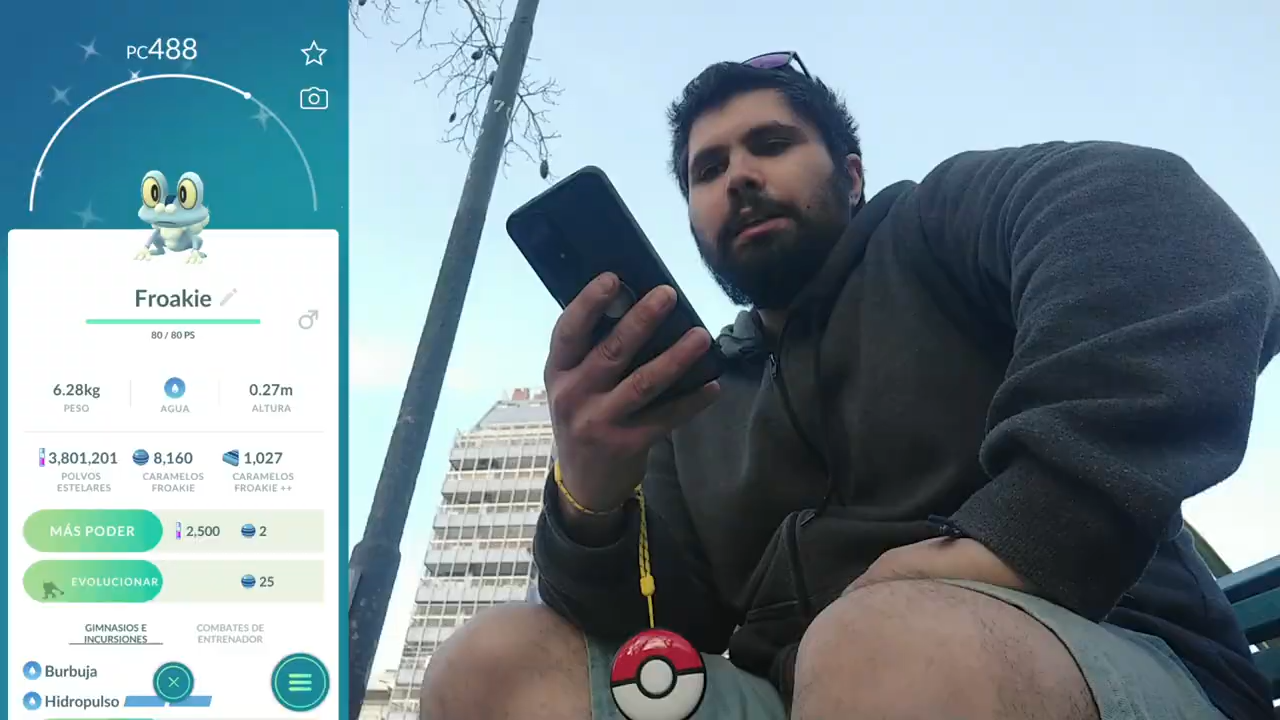 PC488
Froakie
80 / 80 PS
6.28kg
PESO
AGUA
0.27m
ALTURA
3,801,201
POLVOS
ESTELARES
8,160
CARAMELOS
FROAKIE
1,027
CARAMELOS
FROAKIE ++
MÁS PODER
2,500
2
EVOLUCIONAR
25
GIMNASIOS E
INCURSIONES
COMBATES DE
ENTRENADOR
Burbuja
Hidropulso